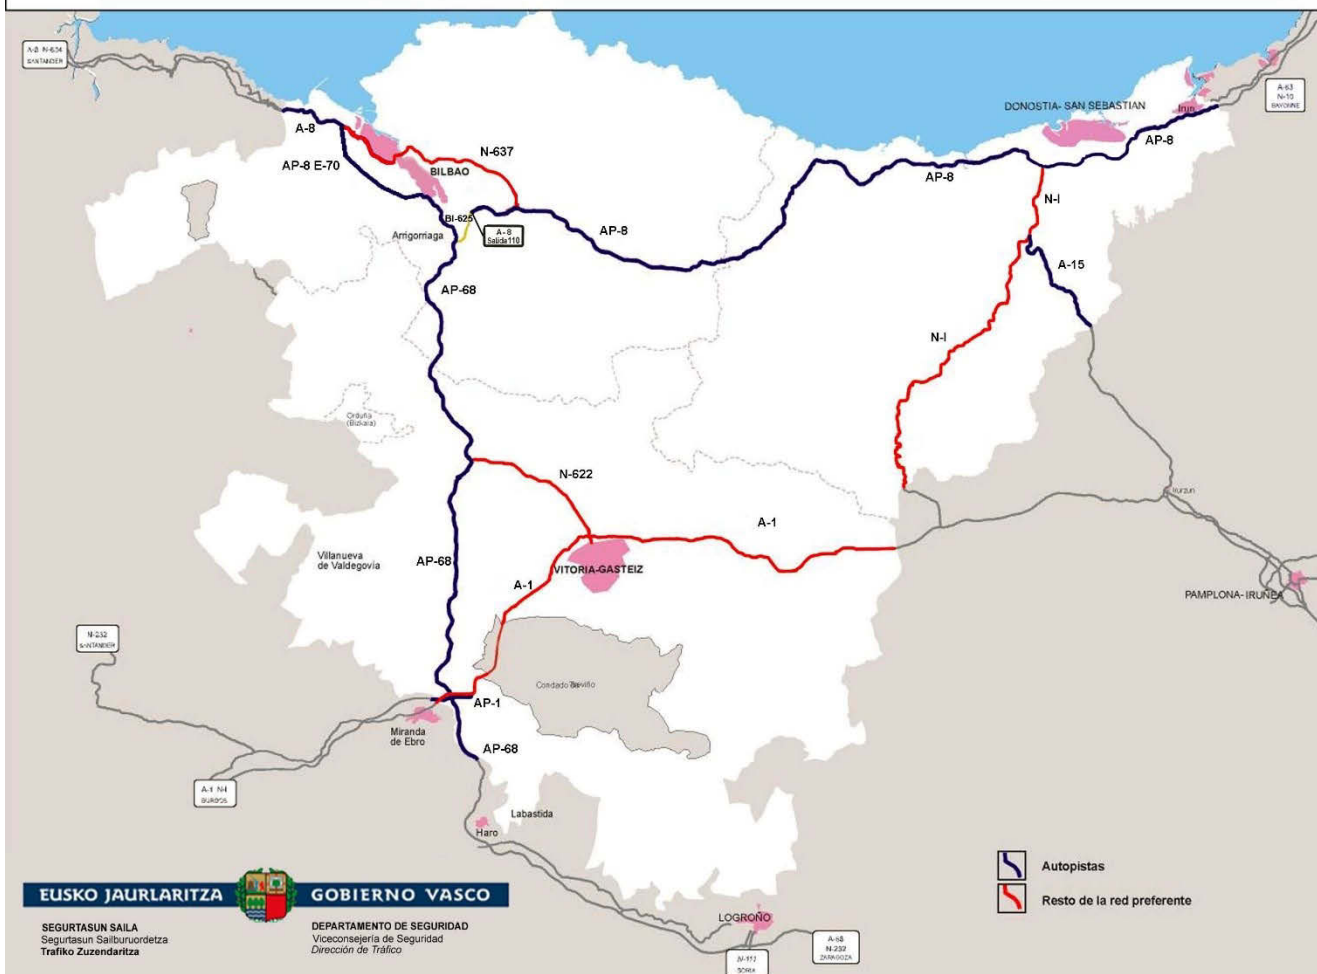 A-8 N-634
SANTANDER
DONOSTIA- SAN SEBASTIAN
Irun
A-63
N-10
BAYONNE
A-8
AP-8
AP-8 E-70
N-637
BILBAO
AP-8
N-I
BI-625
A-8
Salida110
Arrigorriaga
AP-8
A-15
AP-68
N-I
Orduña
(Bizkaia)
N-622
Irurzun
A-1
Villanueva
de Valdegovia
AP-68
VITORIA-GASTEIZ
A-1
PAMPLONA-IRUÑEA
N-232
SANTANDER
AP-1
Miranda
de Ebro
AP-68
A-1 N-I
BURGOS
Labastida
Haro
Autopistas
Resto de la red preferente
EUSKO JAURLARITZA
GOBIERNO VASCO
SEGURTASUN SAILA
Segurtasun Sailburuordetza
Trafiko Zuzendaritza
DEPARTAMENTO DE SEGURIDAD
Viceconsejería de Seguridad
Dirección de Tráfico
LOGROÑO
A-68
N-232
ZARAGOZA
N-111
SORIA